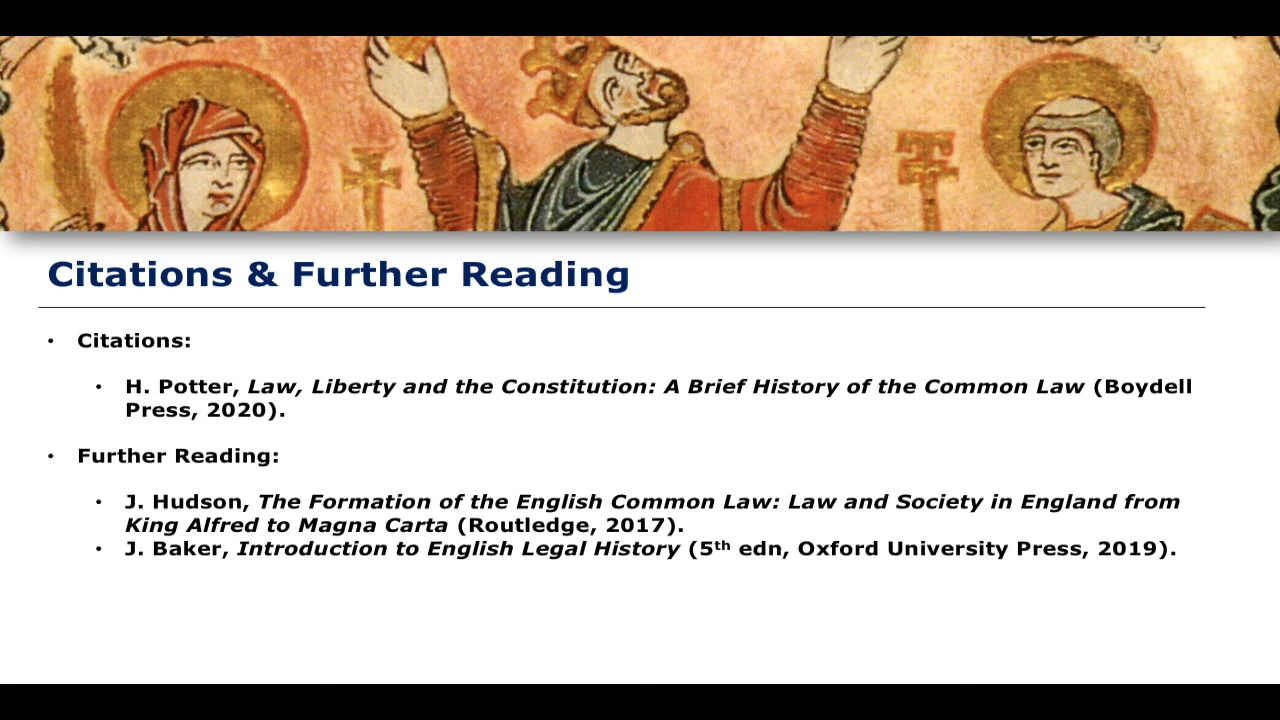 Citations & Further Reading
• Citations:
• H. Potter, Law, Liberty and the Constitution: A Brief History of the Common Law (Boydell
Press, 2020).
• Further Reading:
• J. Hudson, The Formation of the English Common Law: Law and Society in England from
King Alfred to Magna Carta (Routledge, 2017).
• J. Baker, Introduction to English Legal History (5th edn, Oxford University Press, 2019).